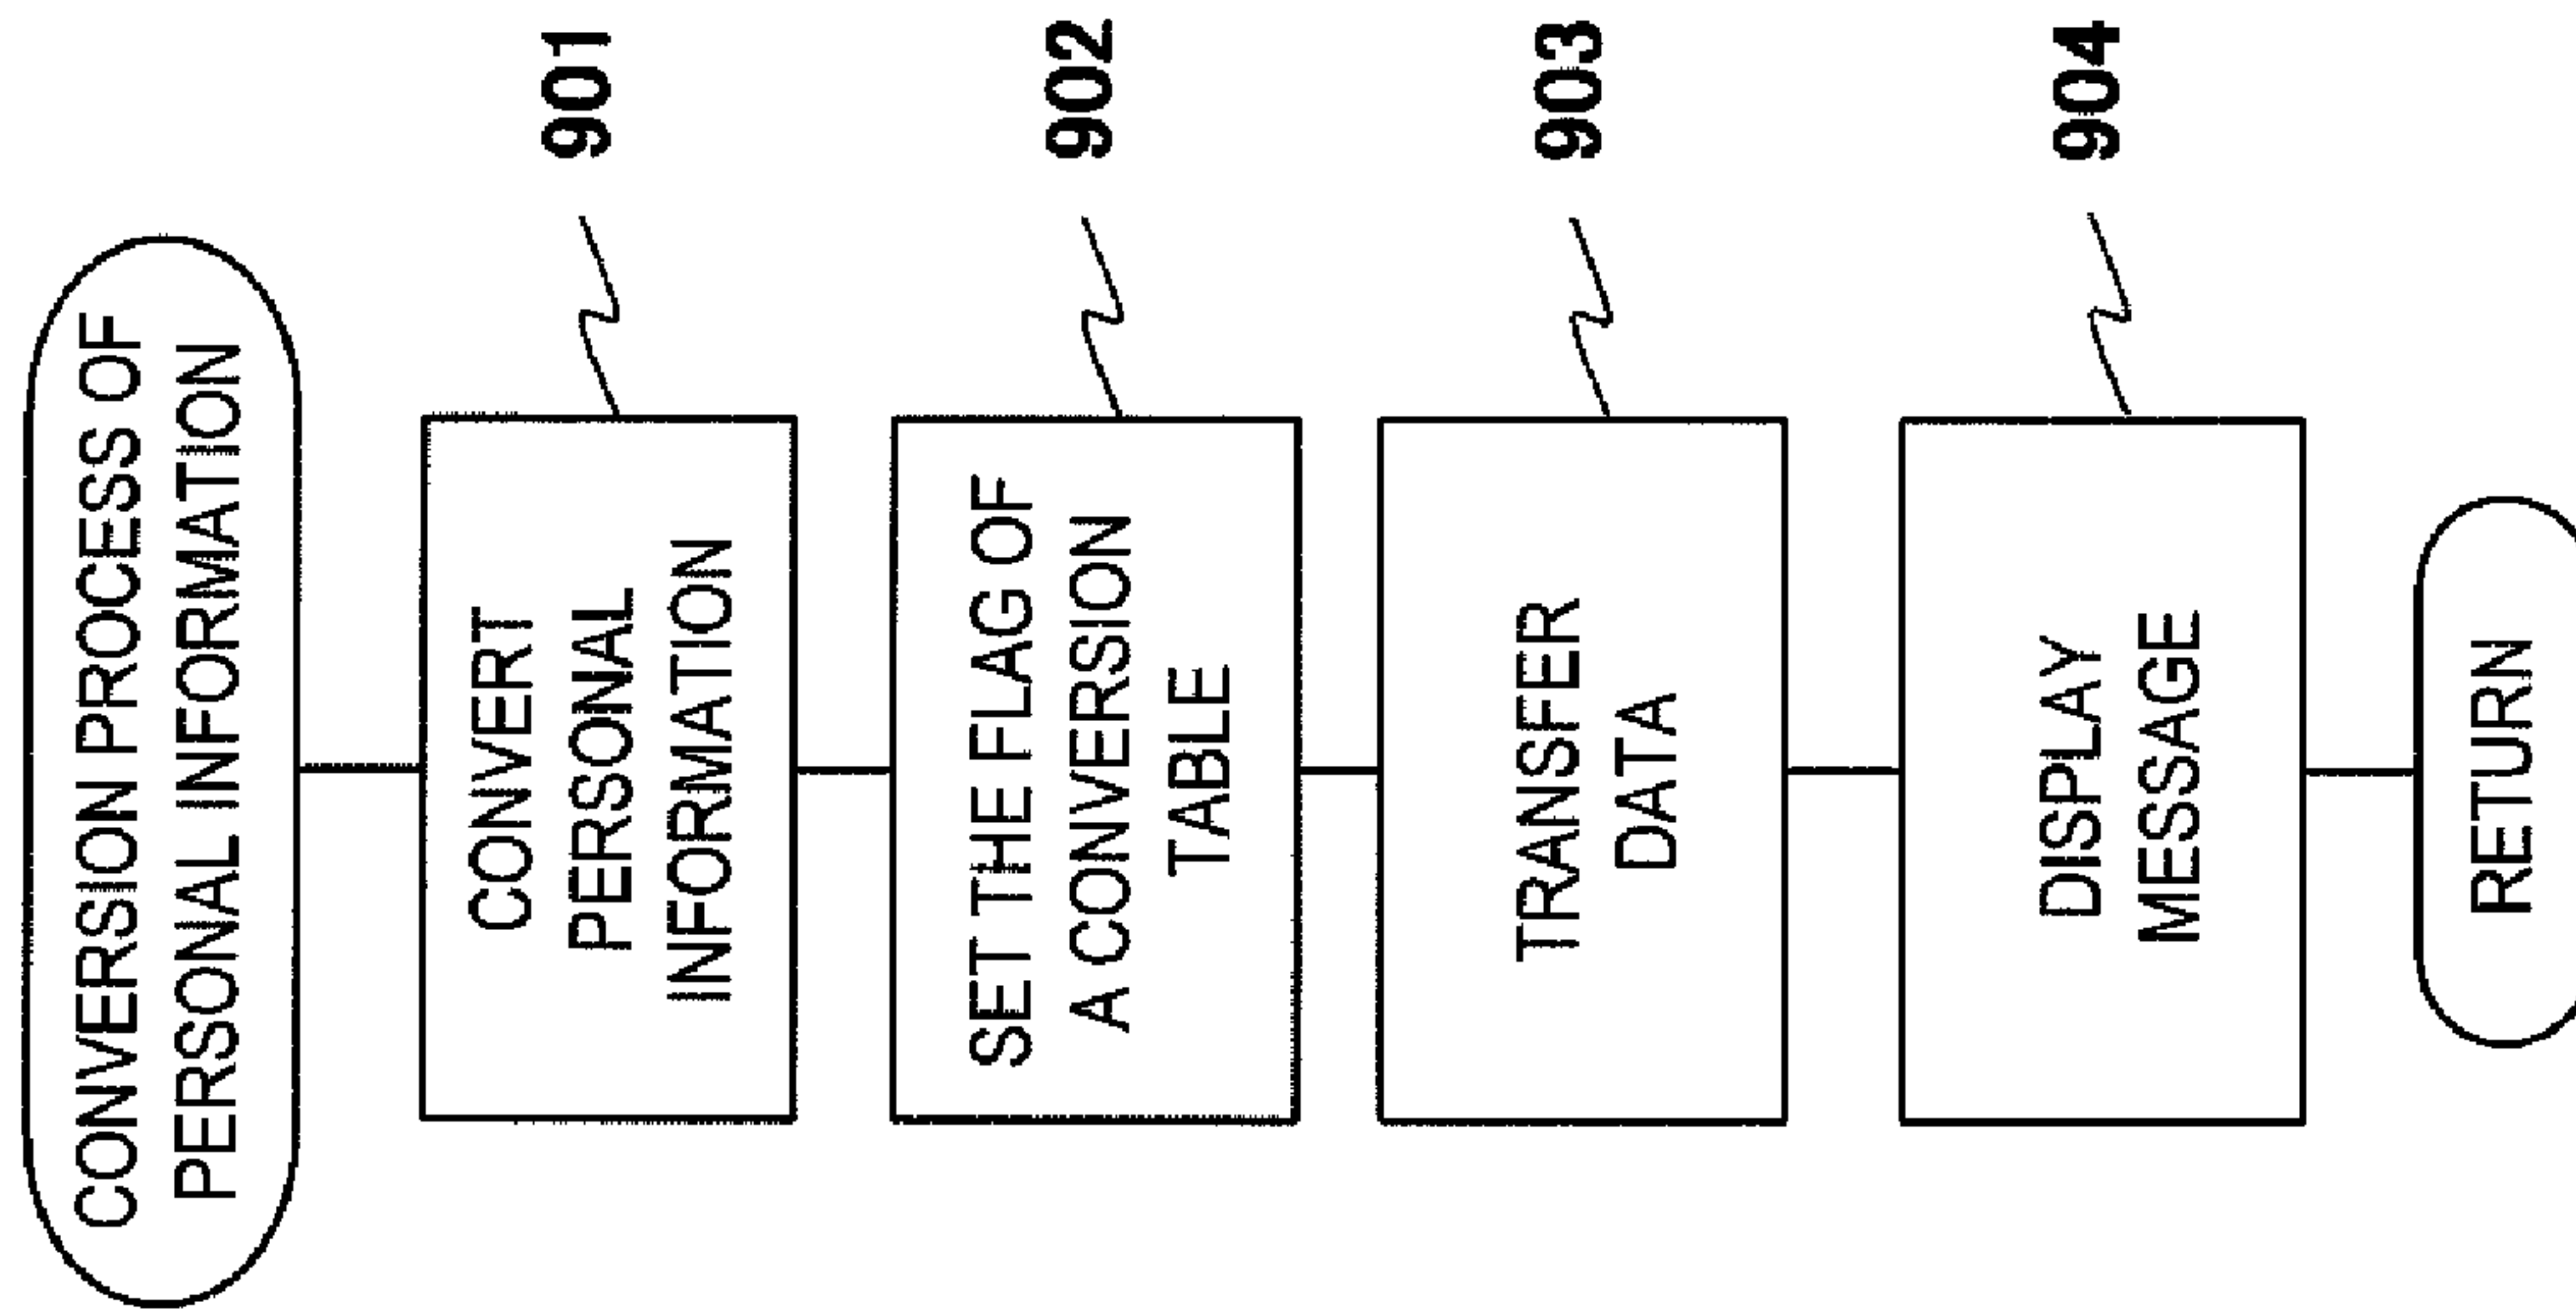 CONVERSION PROCESS OF
PERSONAL INFORMATION
CONVERT
PERSONAL
INFORMATION
901
SET THE FLAG OF
A CONVERSION
TABLE
902
TRANSFER
DATA
903
DISPLAY
MESSAGE
904
RETURN